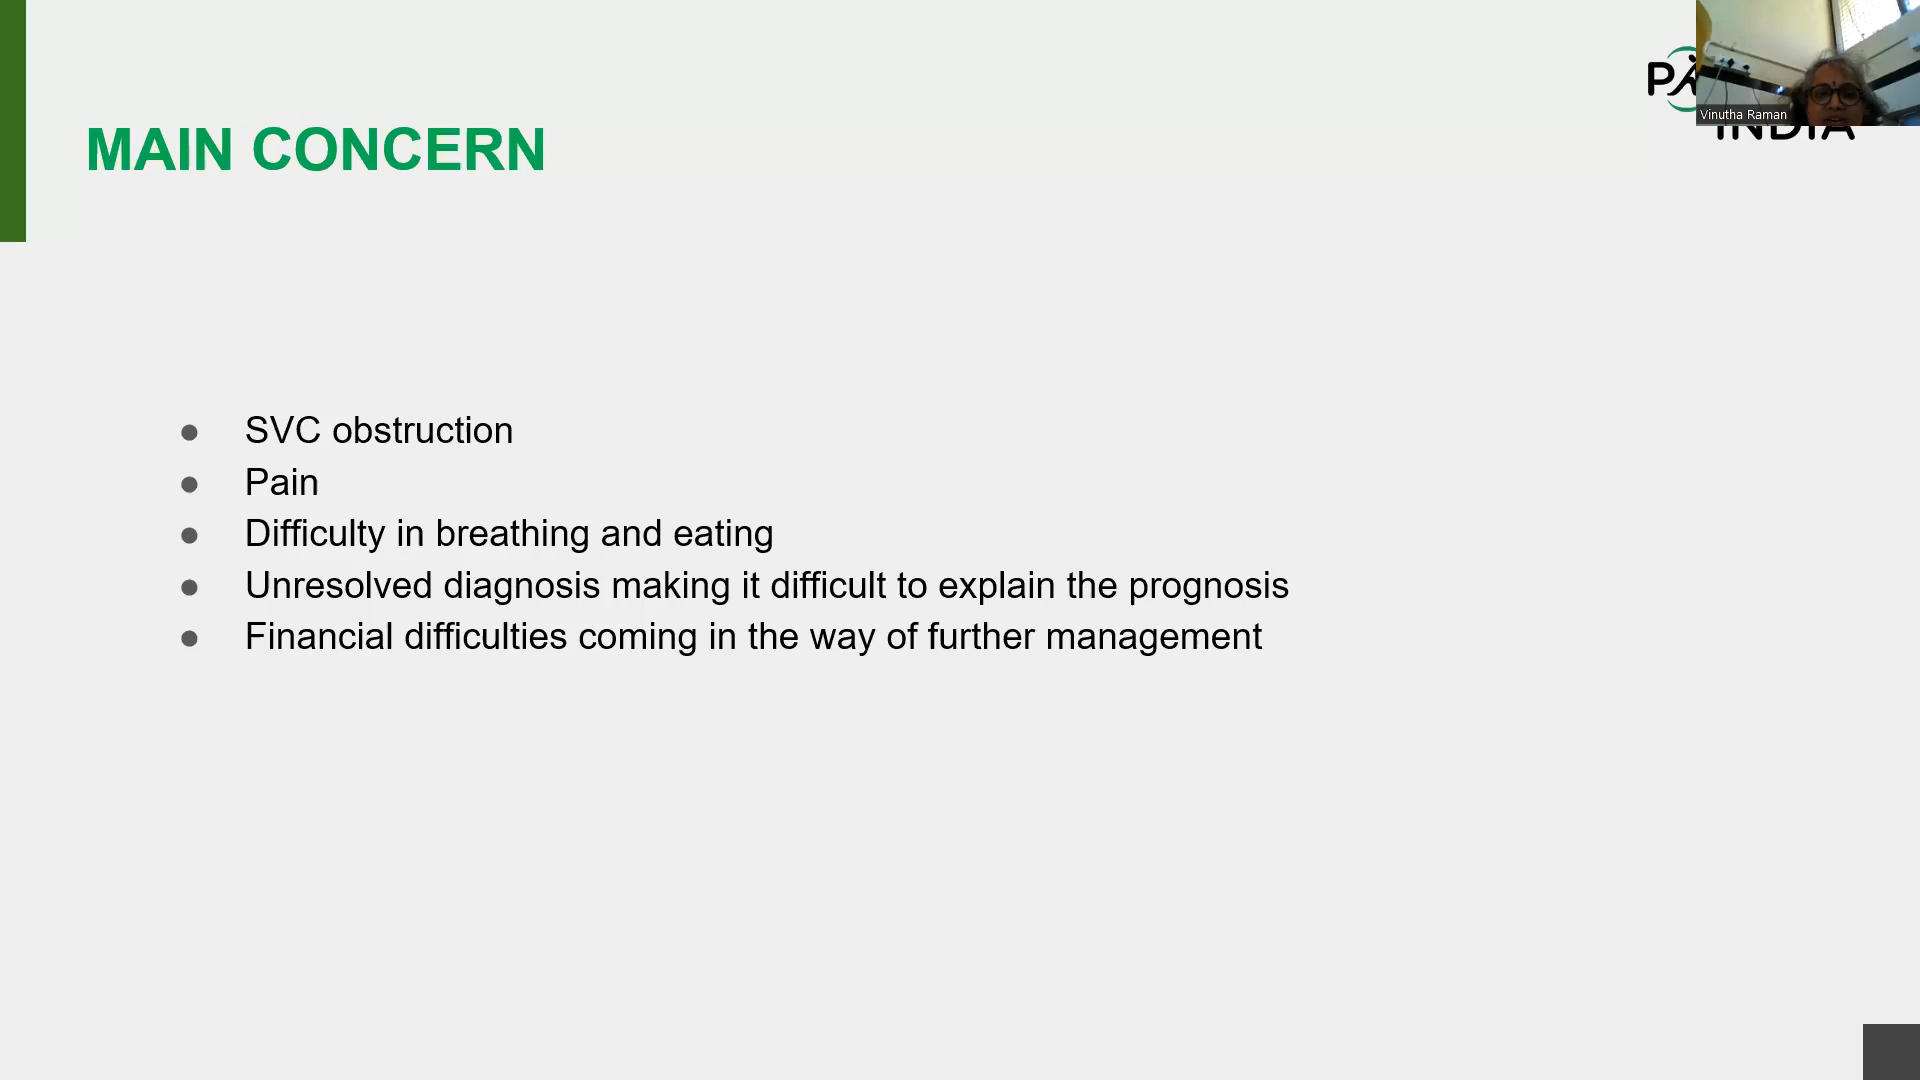 MAIN CONCERN
Vinutha Raman
INDIA
SVC obstruction
Pain
Difficulty in breathing and eating
Unresolved diagnosis making it difficult to explain the prognosis
Financial difficulties coming in the way of further management